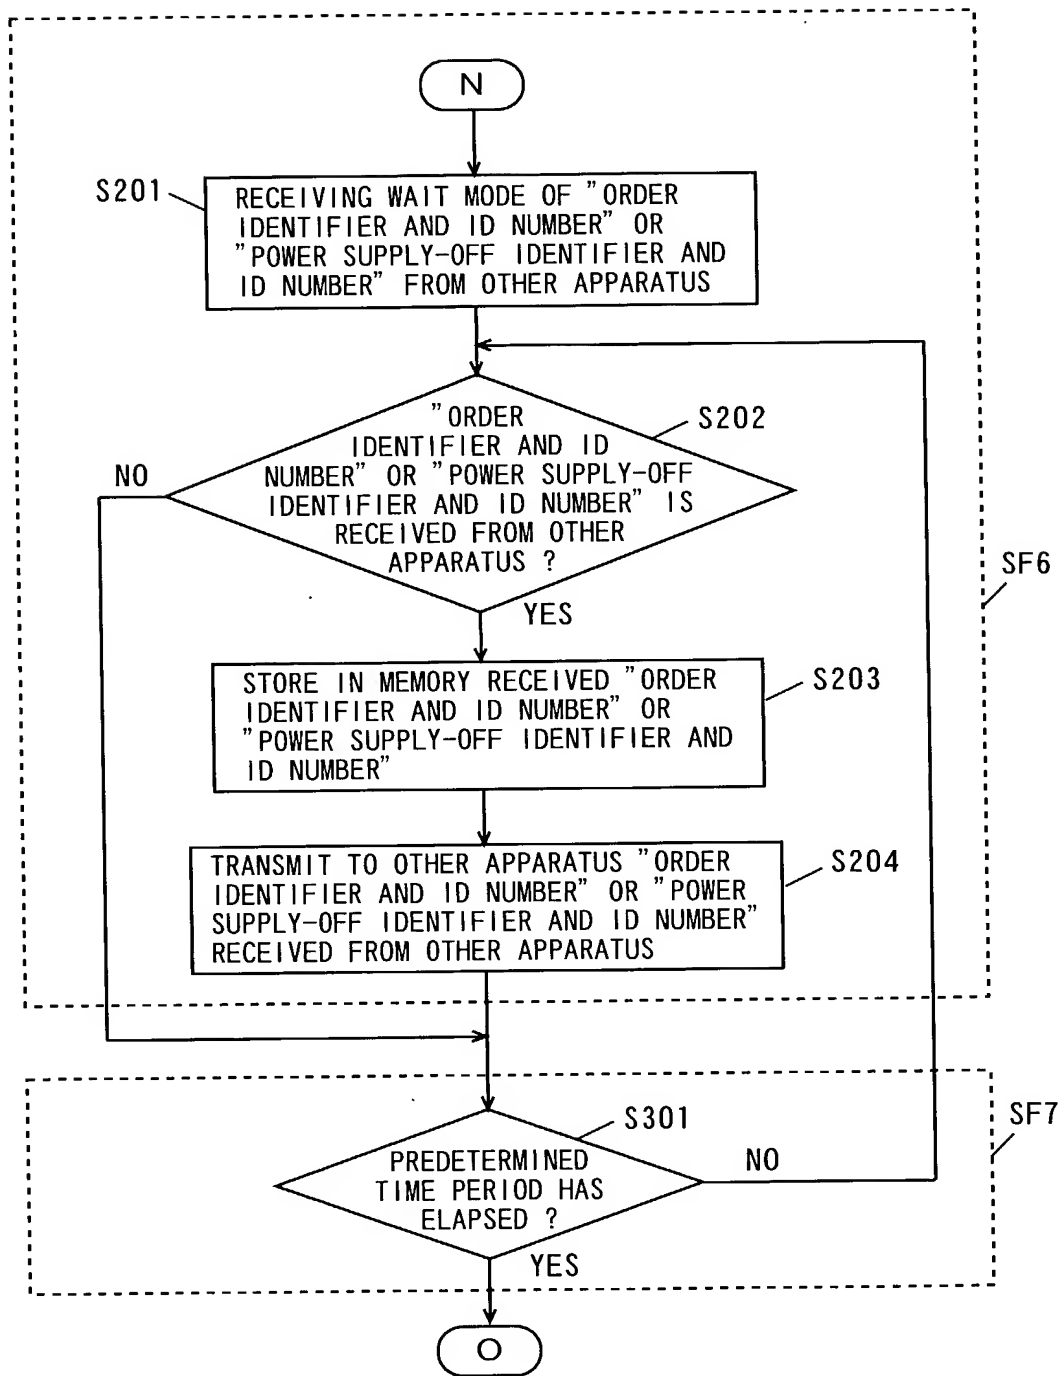 N
S201
RECEIVING WAIT MODE OF "ORDER
IDENTIFIER AND ID NUMBER" OR
"POWER SUPPLY-OFF IDENTIFIER AND
ID NUMBER" FROM OTHER APPARATUS
"ORDER
IDENTIFIER AND ID
NUMBER" OR "POWER SUPPLY-OFF
IDENTIFIER AND ID NUMBER" IS
RECEIVED FROM OTHER
APPARATUS ?
S202
NO
YES
SF6
STORE IN MEMORY RECEIVED "ORDER
IDENTIFIER AND ID NUMBER" OR
"POWER SUPPLY-OFF IDENTIFIER AND
ID NUMBER"
S203
TRANSMIT TO OTHER APPARATUS "ORDER
IDENTIFIER AND ID NUMBER" OR "POWER
SUPPLY-OFF IDENTIFIER AND ID NUMBER"
RECEIVED FROM OTHER APPARATUS
S204
S301
SF7
PREDETERMINED
TIME PERIOD HAS
ELAPSED ?
NO
YES
O